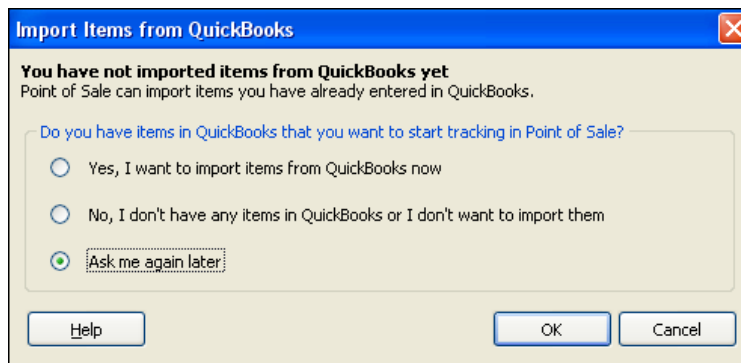 Import Items from QuickBooks
You have not imported items from QuickBooks yet
Point of Sale can import items you have already entered in QuickBooks.
Do you have items in QuickBooks that you want to start tracking in Point of Sale?
Yes, I want to import items from QuickBooks now
No, I don't have any items in QuickBooks or I don't want to import them
Ask me again later
Help
OK
Cancel